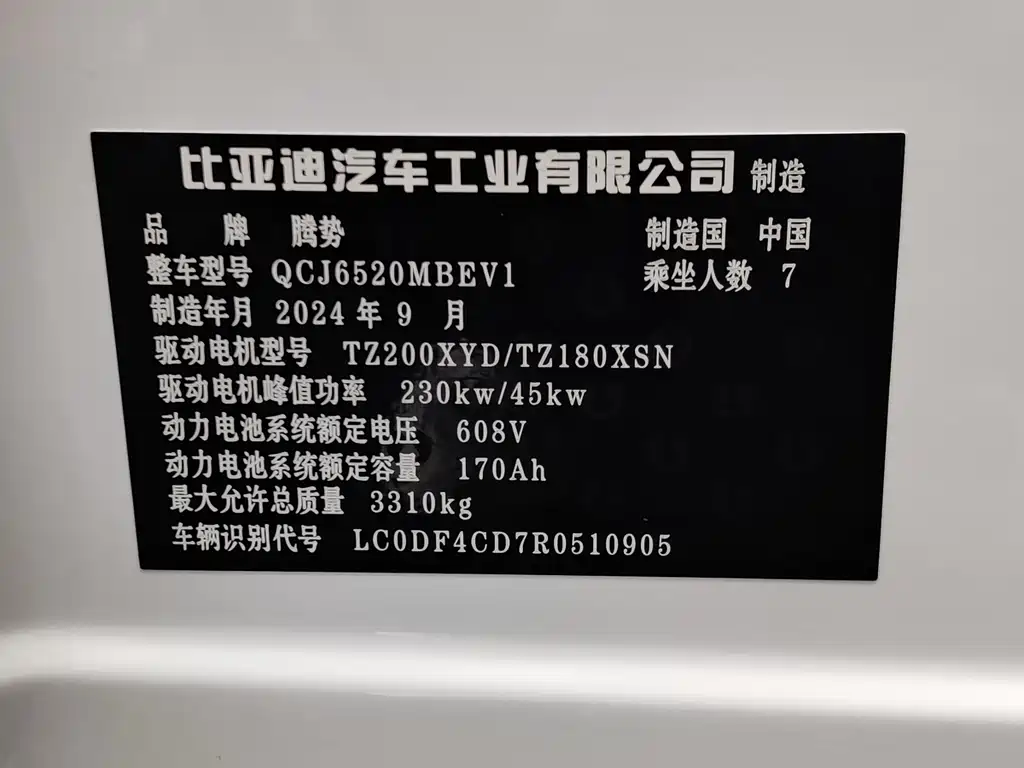 比亚迪汽车工业有限公司 制造
品 牌 腾势 制造国 中国
整车型号 QCJ6520MBEV1 乘坐人数 7
制造年月 2024 年 9 月
驱动电机型号 TZ200XYD/TZ180XSN
驱动电机峰值功率 230kw/45kw
动力电池系统额定电压 608V
动力电池系统额定容量 170Ah
最大允许总质量 3310kg
车辆识别代号 LC0DF4CD7R0510905